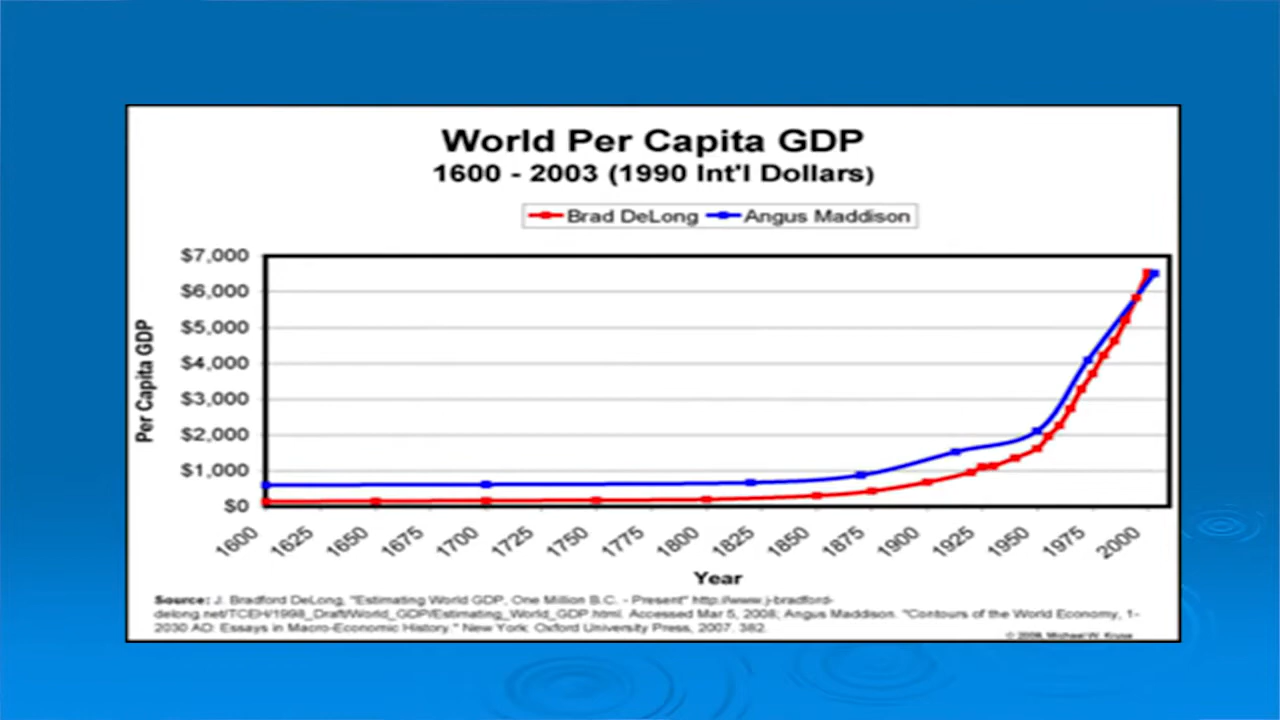 World Per Capita GDP
1600 - 2003 (1990 Int'l Dollars)
Brad DeLong Angus Maddison
$7,000
$6,000
$5,000
$4,000
$3,000
$2,000
$1,000
$0
Per Capita GDP
1600 1625 1650 1675 1700 1725 1750 1775 1800 1825 1850 1875 1900 1925 1950 1975 2000
Year
Source: J. Bradford DeLong, "Estimating World GDP, One Million B.C. - Present" http://www.j-bradford-
delong.net/TCEH/1998_Draft/World_GDP/Estimating_World_GDP.html. Accessed Mar 5, 2008; Angus Maddison. "Contours of the World Economy, 1-
2030 AD: Essays in Macro-Economic History." New York: Oxford University Press, 2007. 382.
© 2008, Michael W. Kruse